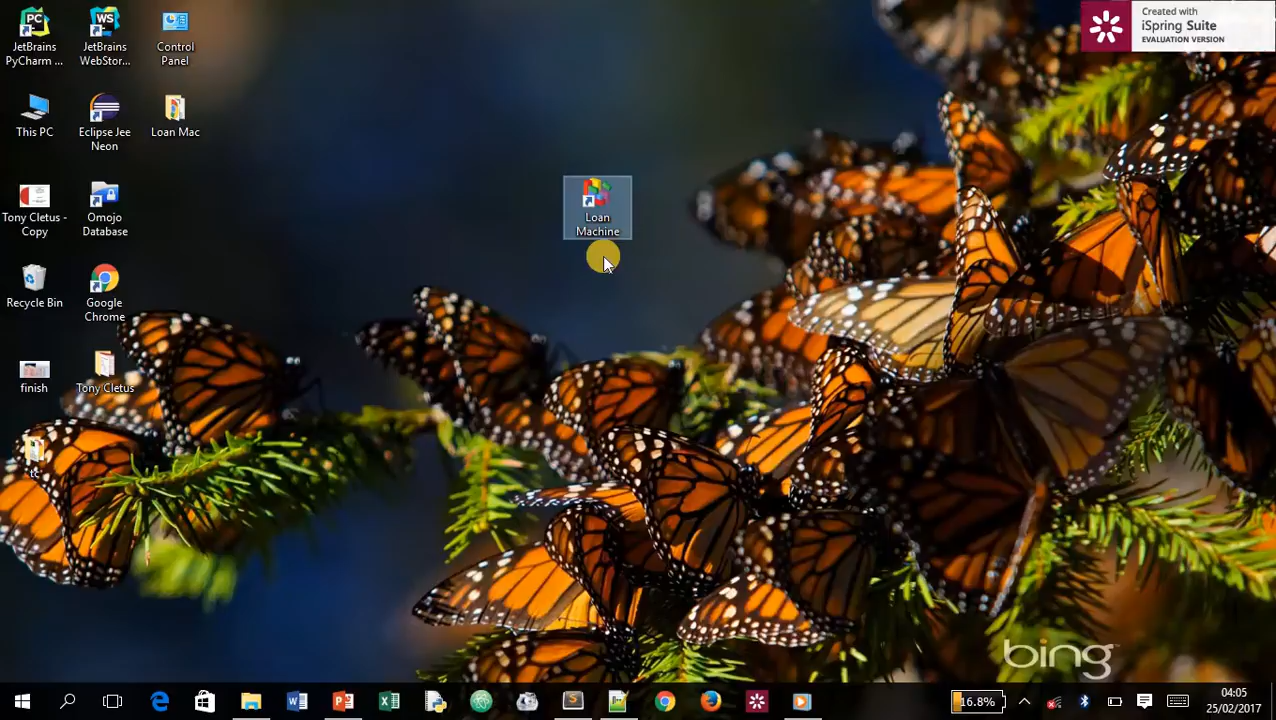 Created with
iSpring Suite
EVALUATION VERSION
JetBrains
PyCharm ...
JetBrains
WebStor...
Control
Panel
This PC
Eclipse Jee
Neon
Loan Mac
Tony Cletus -
Copy
Omojo
Database
Loan
Machine
Recycle Bin
Google
Chrome
finish
Tony Cletus
tc
bing
16.8%
04:05
25/02/2017